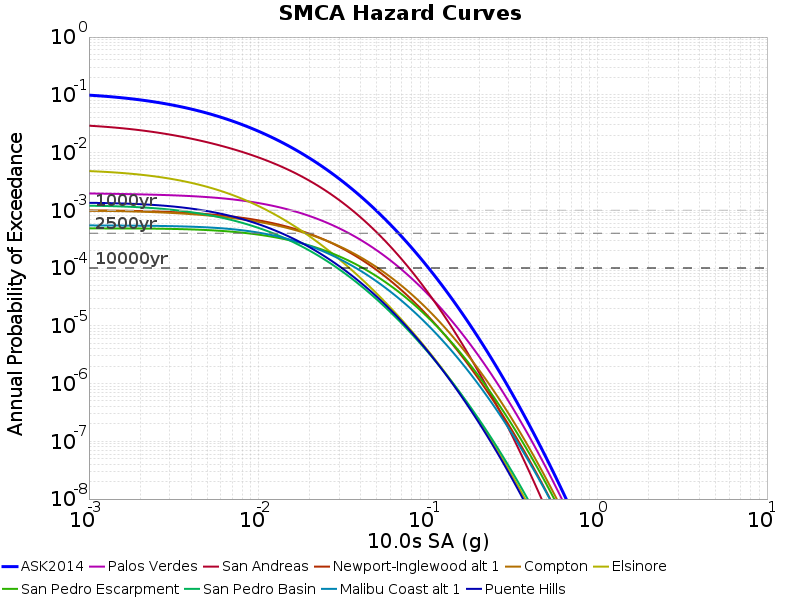 SMCA Hazard Curves
Annual Probability of Exceedance
10^0
10^-1
10^-2
10^-3
10^-4
10^-5
10^-6
10^-7
10^-8
1000yr
2500yr
10000yr
10^-3 10^-2 10^-1 10^0 10^1
10.0s SA (g)
ASK2014 Palos Verdes San Andreas Newport-Inglewood alt 1 Compton Elsinore
San Pedro Escarpment San Pedro Basin Malibu Coast alt 1 Puente Hills